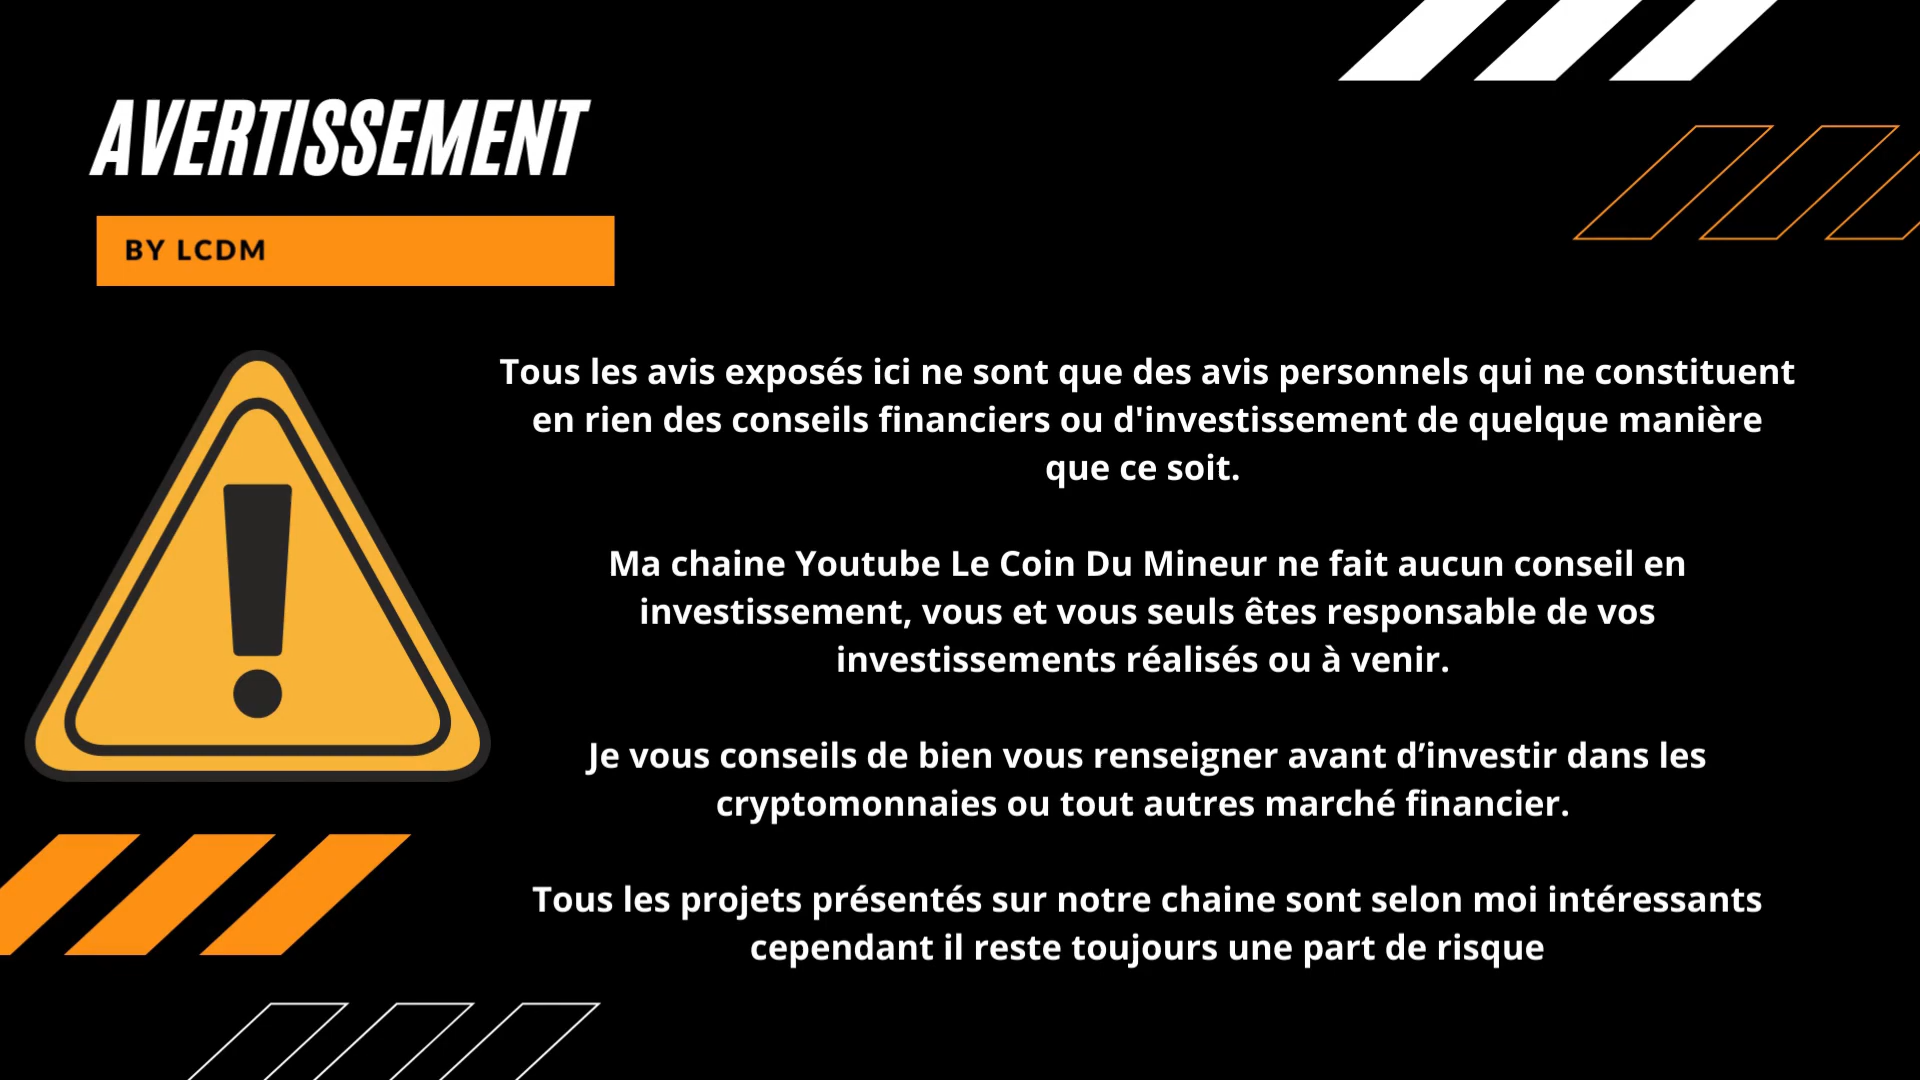 AVERTISSEMENT
BY LCDM
Tous les avis exposés ici ne sont que des avis personnels qui ne constituent
en rien des conseils financiers ou d'investissement de quelque manière
que ce soit.
Ma chaine Youtube Le Coin Du Mineur ne fait aucun conseil en
investissement, vous et vous seuls êtes responsable de vos
investissements réalisés ou à venir.
Je vous conseils de bien vous renseigner avant d’investir dans les
cryptomonnaies ou tout autres marché financier.
Tous les projets présentés sur notre chaine sont selon moi intéressants
cependant il reste toujours une part de risque